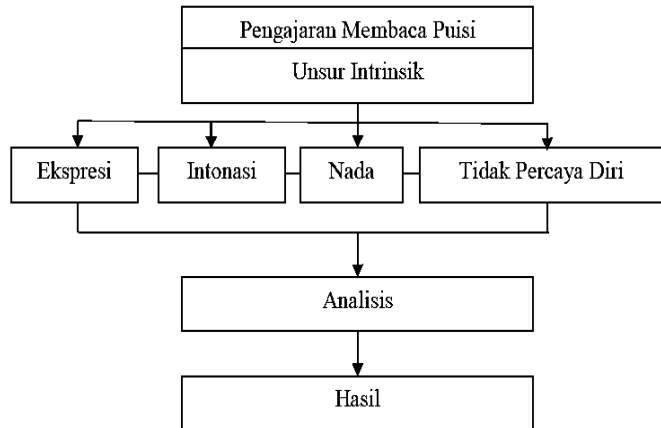 Pengajaran Membaca Puisi
Unsur Intrinsik
Ekspresi
Intonasi
Nada
Tidak Percaya Diri
Analisis
Hasil